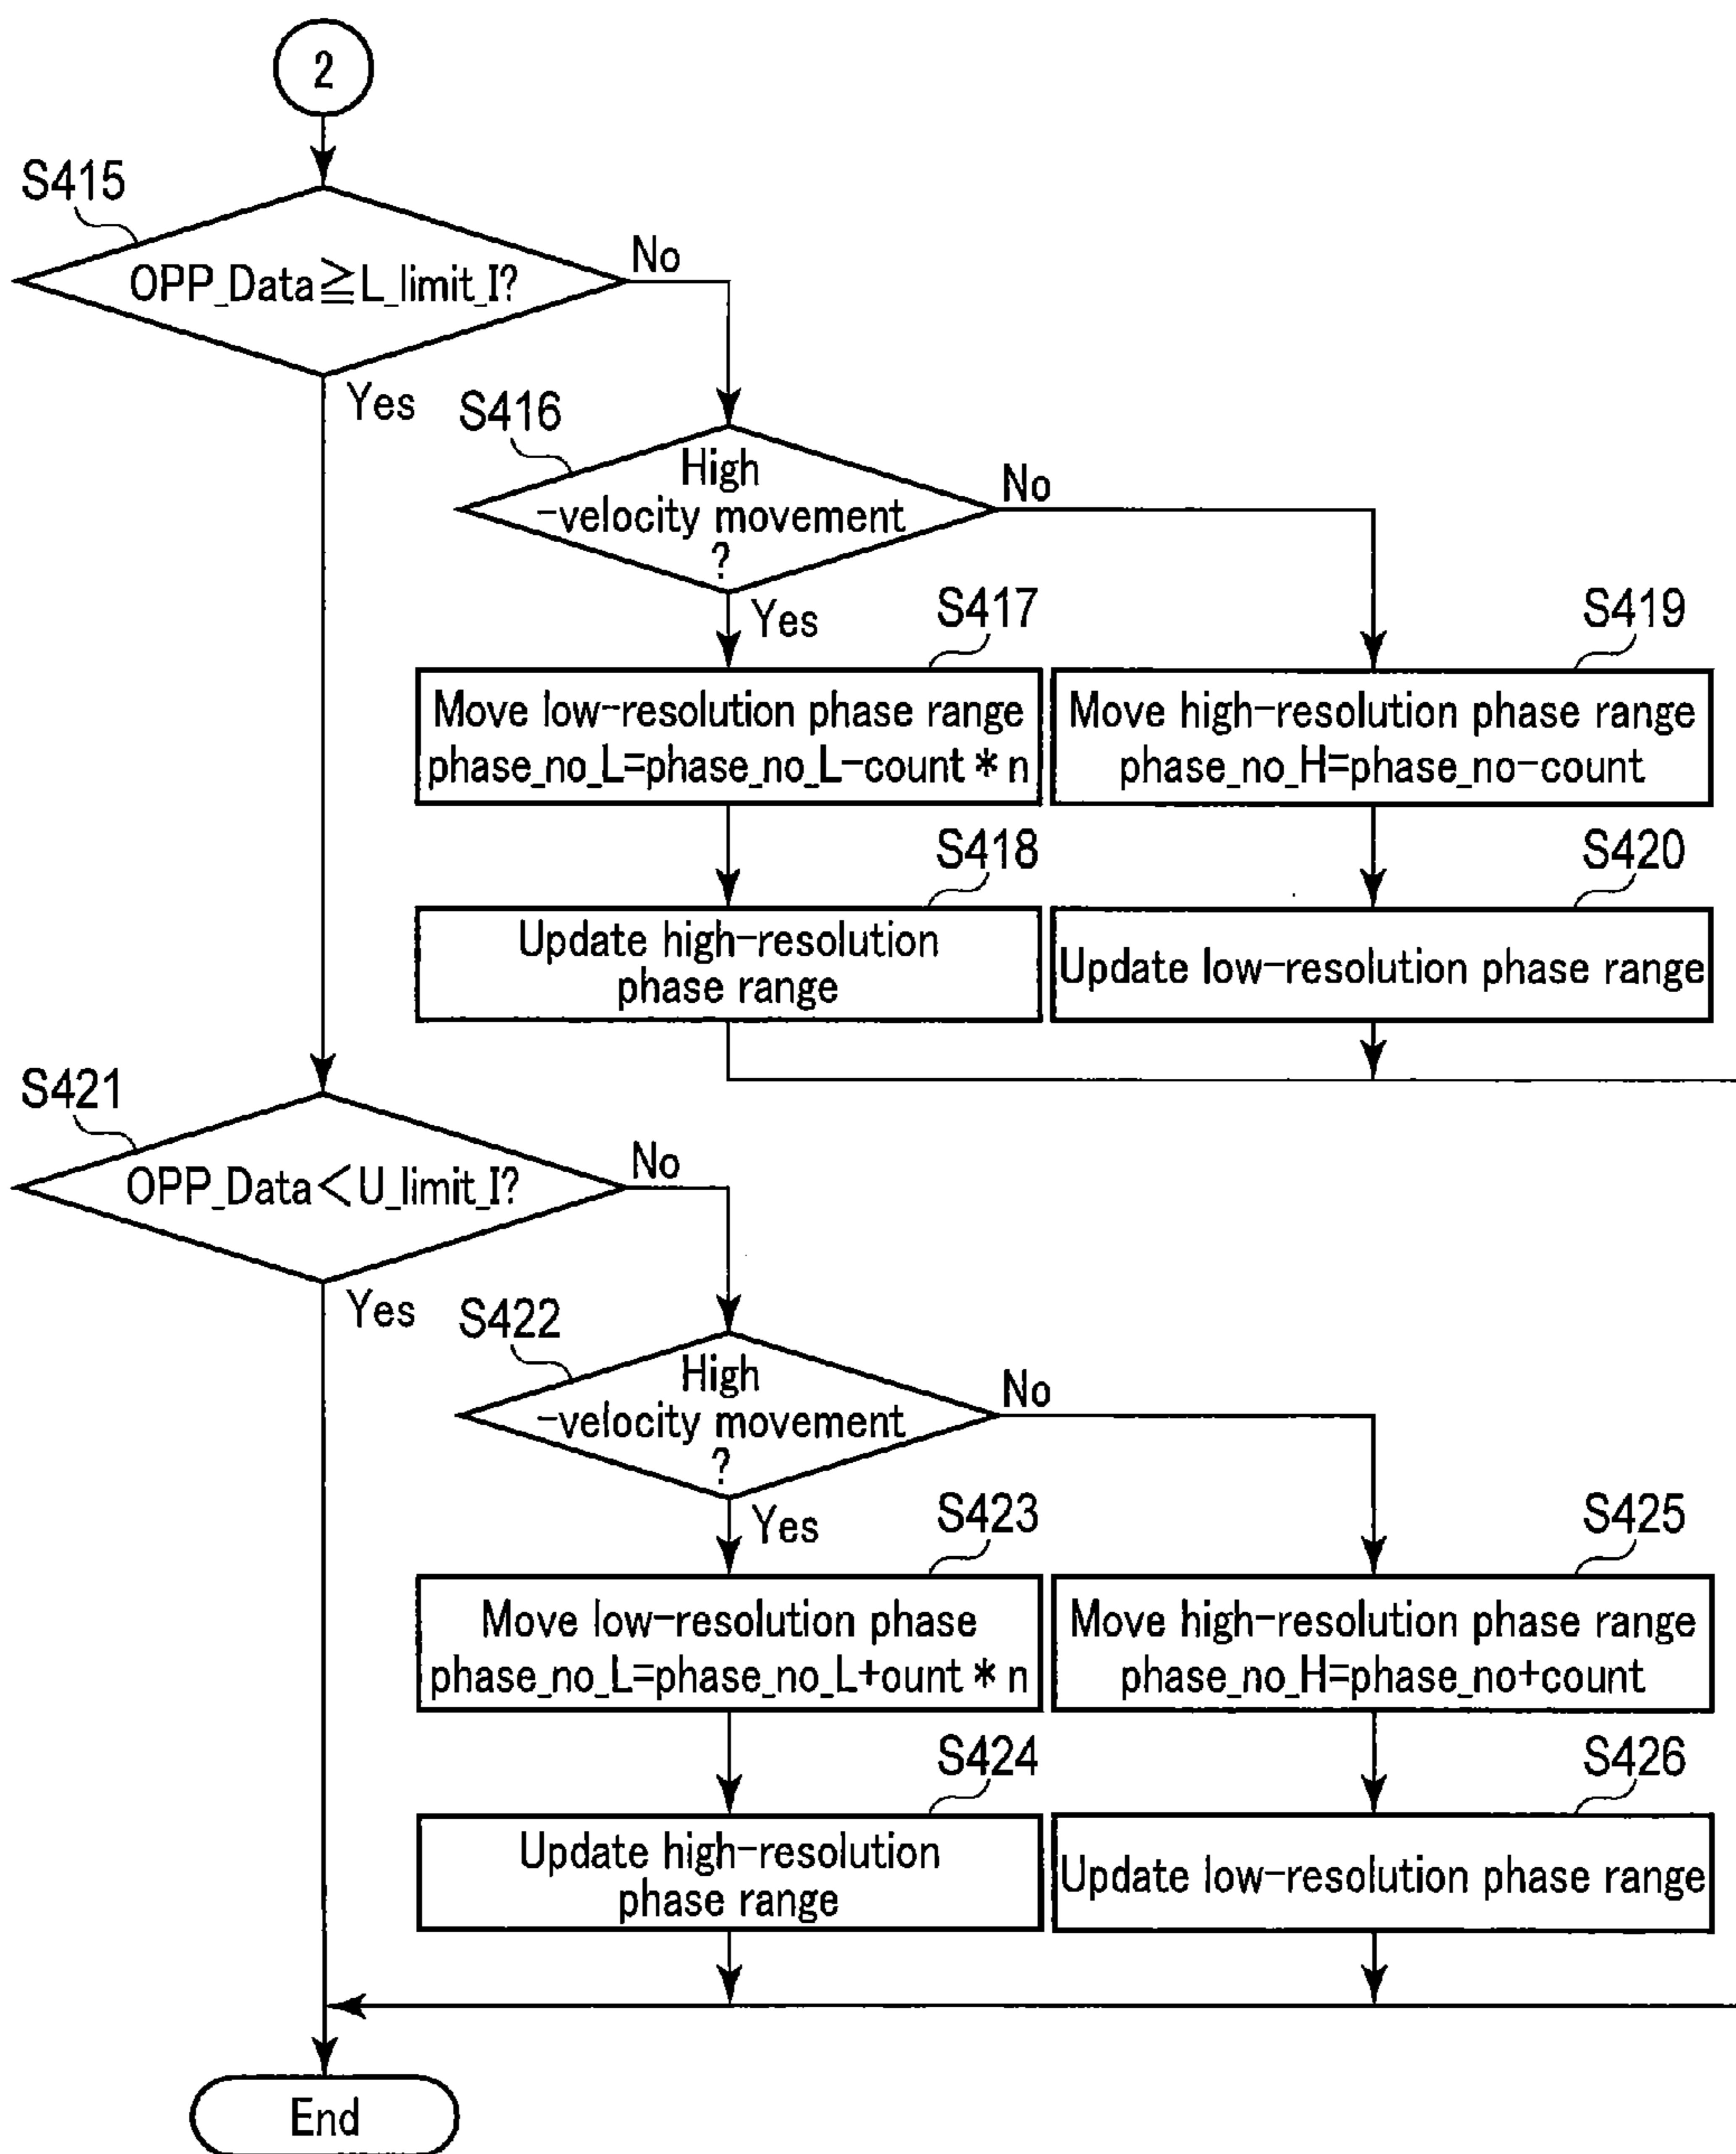 2
S415
OPP_Data≧L_limit_I?
No
Yes
S416
High
-velocity movement
?
No
Yes
S417
Move low-resolution phase range
phase_no_L=phase_no_L-count*n
S419
Move high-resolution phase range
phase_no_H=phase_no-count
S418
Update high-resolution
phase range
S420
Update low-resolution phase range
S421
OPP_Data<U_limit_I?
No
Yes
S422
High
-velocity movement
?
No
Yes
S423
Move low-resolution phase
phase_no_L=phase_no_L+ount*n
S425
Move high-resolution phase range
phase_no_H=phase_no+count
S424
Update high-resolution
phase range
S426
Update low-resolution phase range
End